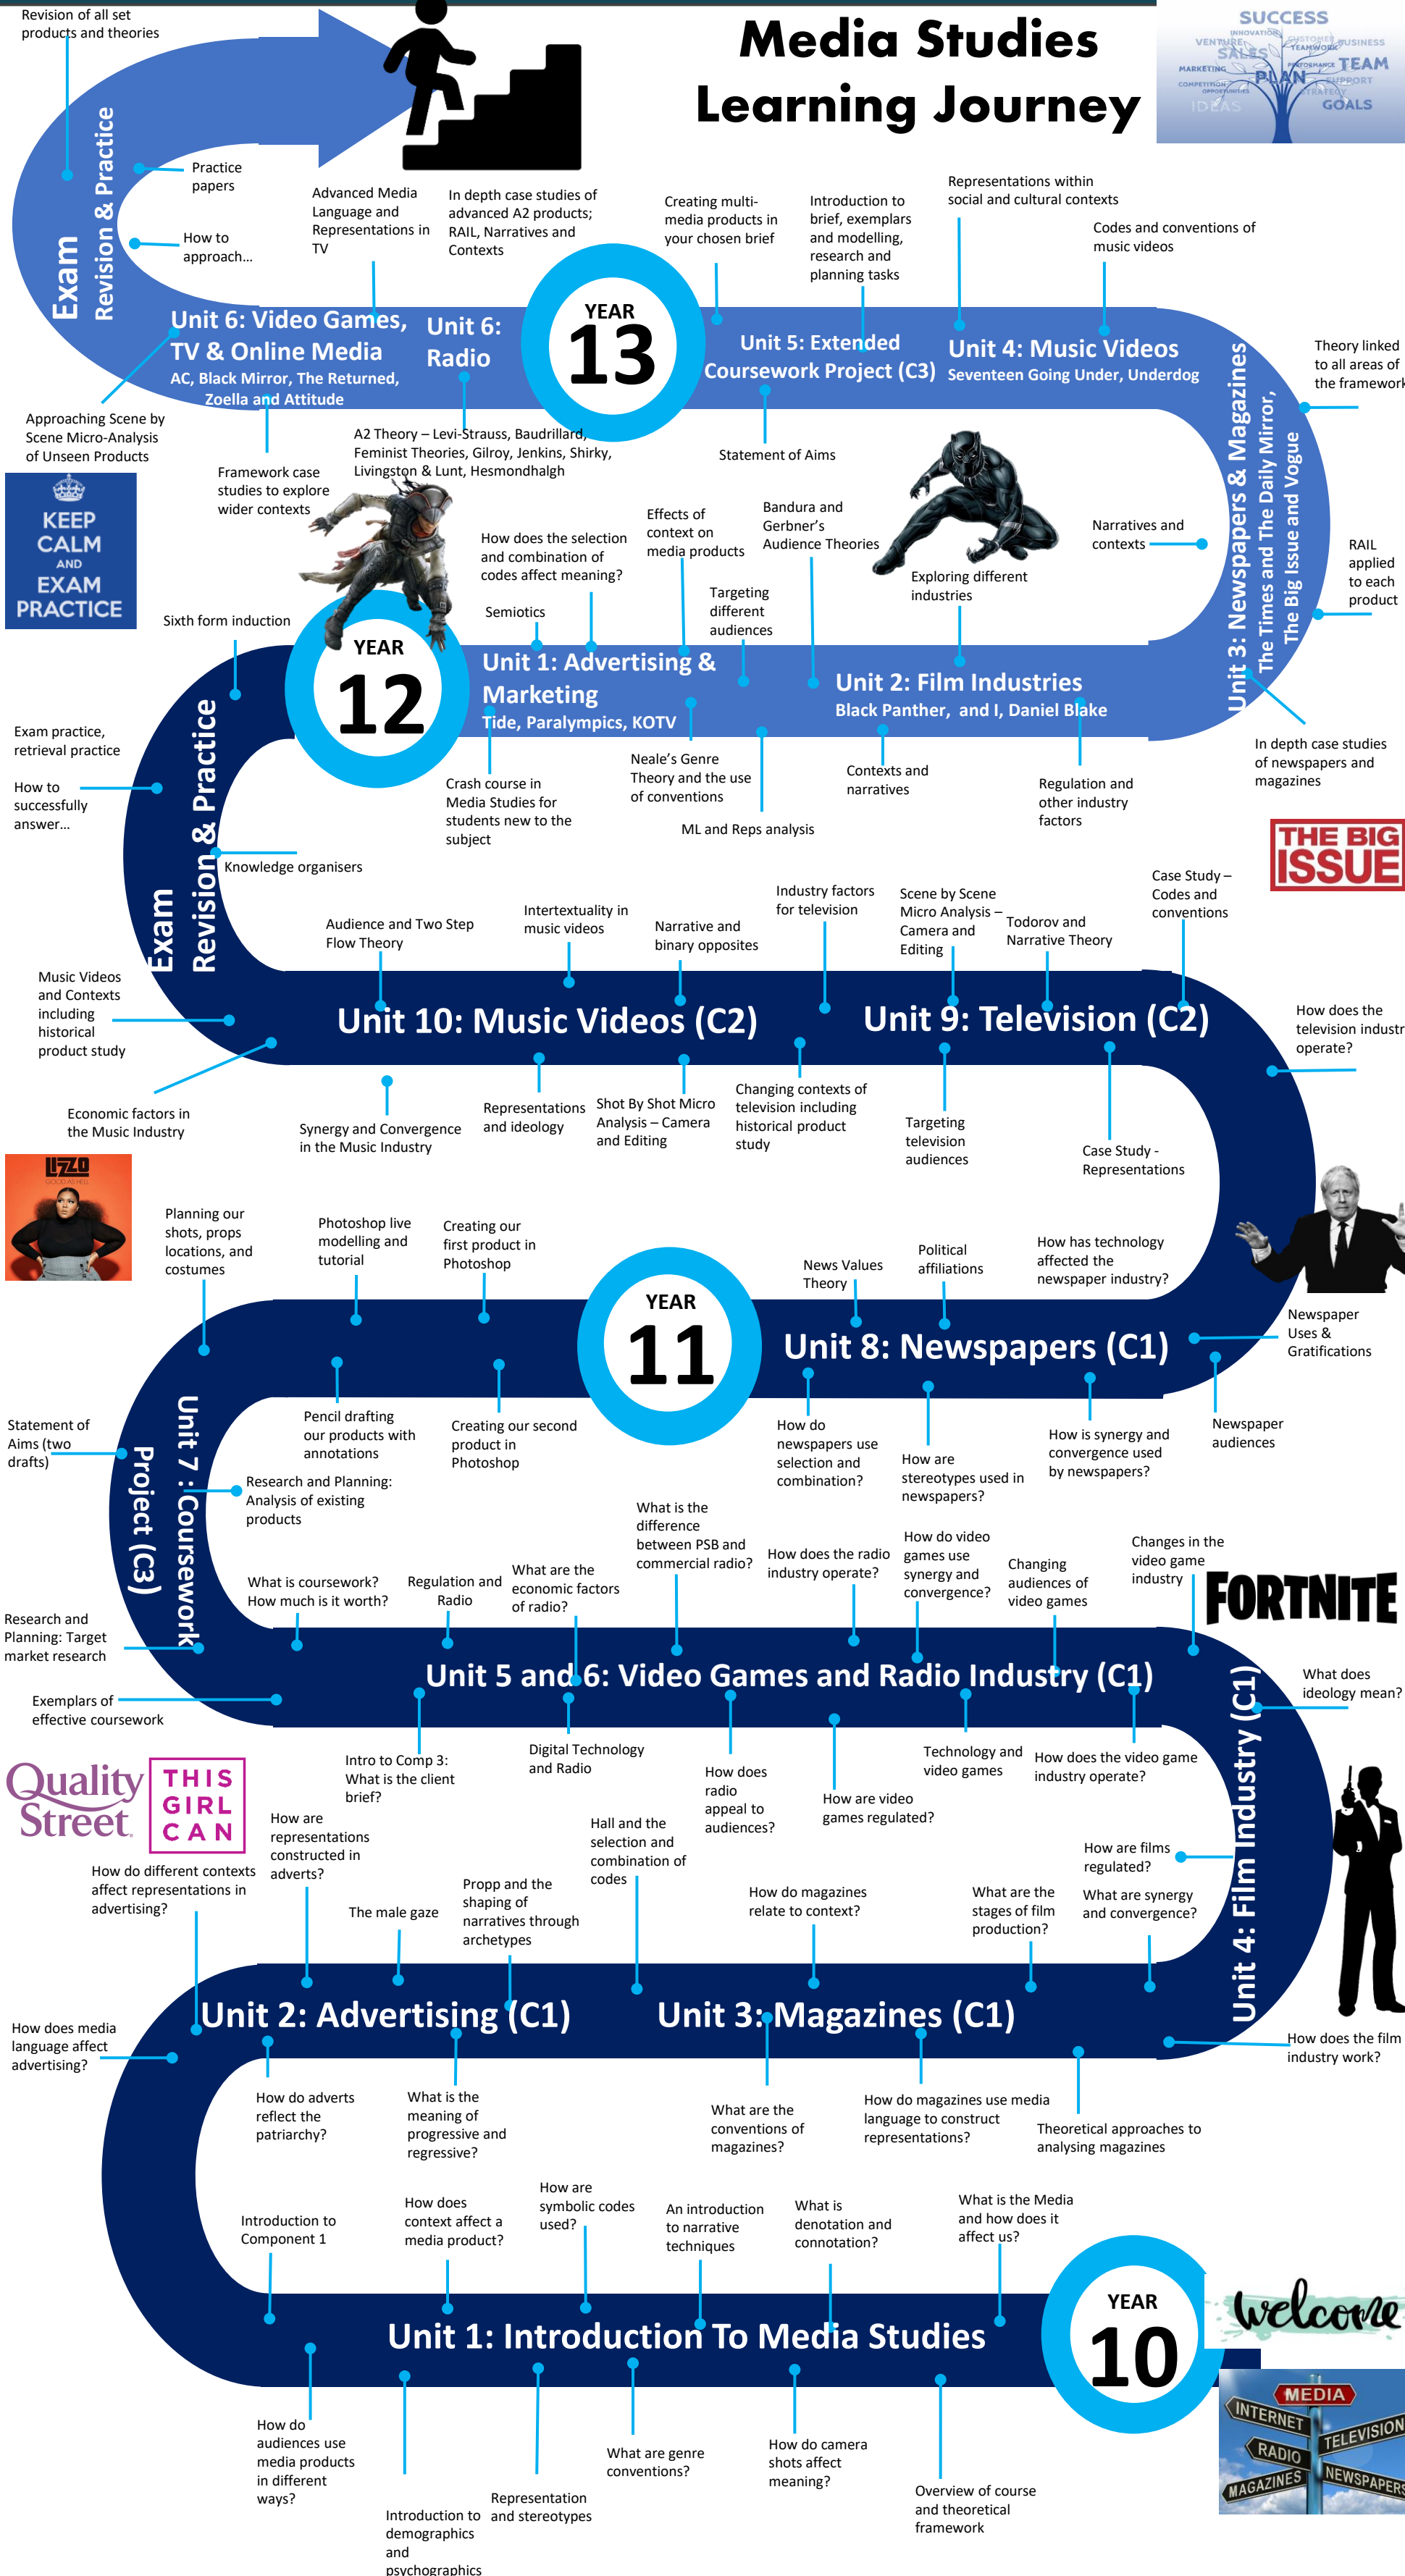 Media Studies
Learning Journey
SUCCESS
INNOVATION
CUSTOMER
VENTURE
TEAMWORK
BUSINESS
SALES
PERFORMANCE
TEAM
MARKETING
PLAN
SUPPORT
COMPETITION
OPPORTUNITIES
STRATEGY
IDEAS
GOALS
Revision of all set
products and theories
Exam
Revision & Practice
Practice
papers
How to
approach...
Advanced Media
Language and
Representations in
TV
In depth case studies of
advanced A2 products;
RAIL, Narratives and
Contexts
Creating multi-
media products in
your chosen brief
Introduction to
brief, exemplars
and modelling,
research and
planning tasks
Representations within
social and cultural contexts
Codes and conventions of
music videos
Unit 6: Video Games,
TV & Online Media
AC, Black Mirror, The Returned,
Zoella and Attitude
Unit 6:
Radio
YEAR
13
Unit 5: Extended
Coursework Project (C3)
Unit 4: Music Videos
Seventeen Going Under, Underdog
Theory linked
to all areas of
the framework
Approaching Scene by
Scene Micro-Analysis
of Unseen Products
Framework case
studies to explore
wider contexts
A2 Theory – Levi-Strauss, Baudrillard,
Feminist Theories, Gilroy, Jenkins, Shirky,
Livingston & Lunt, Hesmondhalgh
Statement of Aims
Unit 3: Newspapers & Magazines
The Times and The Daily Mirror,
The Big Issue and Vogue
KEEP
CALM
AND
EXAM
PRACTICE
How does the selection
and combination of
codes affect meaning?
Semiotics
Effects of
context on
media products
Targeting
different
audiences
Bandura and
Gerbner's
Audience Theories
Exploring different
industries
Narratives and
contexts
RAIL
applied
to each
product
Sixth form induction
YEAR
12
Unit 1: Advertising &
Marketing
Tide, Paralympics, KOTV
Unit 2: Film Industries
Black Panther, and I, Daniel Blake
In depth case studies
of newspapers and
magazines
Exam practice,
retrieval practice
How to
successfully
answer...
Exam
Revision & Practice
Knowledge organisers
Crash course in
Media Studies for
students new to the
subject
Neale's Genre
Theory and the use
of conventions
ML and Reps analysis
Contexts and
narratives
Regulation and
other industry
factors
THE BIG
ISSUE
Audience and Two Step
Flow Theory
Intertextuality in
music videos
Narrative and
binary opposites
Industry factors
for television
Scene by Scene
Micro Analysis –
Camera and
Editing
Todorov and
Narrative Theory
Case Study –
Codes and
conventions
Music Videos
and Contexts
including
historical
product study
Unit 10: Music Videos (C2)
Unit 9: Television (C2)
How does the
television industr
operate?
Economic factors in
the Music Industry
Synergy and Convergence
in the Music Industry
Representations
and ideology
Shot By Shot Micro
Analysis – Camera
and Editing
Changing contexts of
television including
historical product
study
Targeting
television
audiences
Case Study -
Representations
LIZZO
GOOD AS HELL
Planning our
shots, props
locations, and
costumes
Photoshop live
modelling and
tutorial
Creating our
first product in
Photoshop
YEAR
11
News Values
Theory
Political
affiliations
How has technology
affected the
newspaper industry?
Unit 8: Newspapers (C1)
Newspaper
Uses &
Gratifications
Statement of
Aims (two
drafts)
Unit 7 : Coursework
Project (C3)
Pencil drafting
our products with
annotations
Creating our second
product in
Photoshop
Research and Planning:
Analysis of existing
products
How do
newspapers use
selection and
combination?
How are
stereotypes used in
newspapers?
How is synergy and
convergence used
by newspapers?
Newspaper
audiences
What is coursework?
How much is it worth?
Regulation and
Radio
What are the
economic factors
of radio?
What is the
difference
between PSB and
commercial radio?
How does the radio
industry operate?
How do video
games use
synergy and
convergence?
Changing
audiences of
video games
Changes in the
video game
industry
FORTNITE
Research and
Planning: Target
market research
Exemplars of
effective coursework
Unit 5 and 6: Video Games and Radio Industry (C1)
What does
ideology mean?
Intro to Comp 3:
What is the client
brief?
Digital Technology
and Radio
How does
radio
appeal to
audiences?
How are video
games regulated?
Technology and
video games
How does the video game
industry operate?
Unit 4: Film Industry (C1)
Quality
Street
THIS
GIRL
CAN
How do different contexts
affect representations in
advertising?
How are
representations
constructed in
adverts?
The male gaze
Propp and the
shaping of
narratives through
archetypes
Hall and the
selection and
combination of
codes
How do magazines
relate to context?
What are the
stages of film
production?
How are films
regulated?
What are synergy
and convergence?
How does media
language affect
advertising?
Unit 2: Advertising (C1)
Unit 3: Magazines (C1)
How does the film
industry work?
How do adverts
reflect the
patriarchy?
What is the
meaning of
progressive and
regressive?
What are the
conventions of
magazines?
How do magazines use media
language to construct
representations?
Theoretical approaches to
analysing magazines
Introduction to
Component 1
How does
context affect a
media product?
How are
symbolic codes
used?
An introduction
to narrative
techniques
What is
denotation and
connotation?
What is the Media
and how does it
affect us?
Unit 1: Introduction To Media Studies
YEAR
10
welcome
How do
audiences use
media products
in different
ways?
Introduction to
demographics
and
psychographics
Representation
and stereotypes
What are genre
conventions?
How do camera
shots affect
meaning?
Overview of course
and theoretical
framework
MEDIA
INTERNET
TELEVISION
RADIO
MAGAZINES
NEWSPAPERS